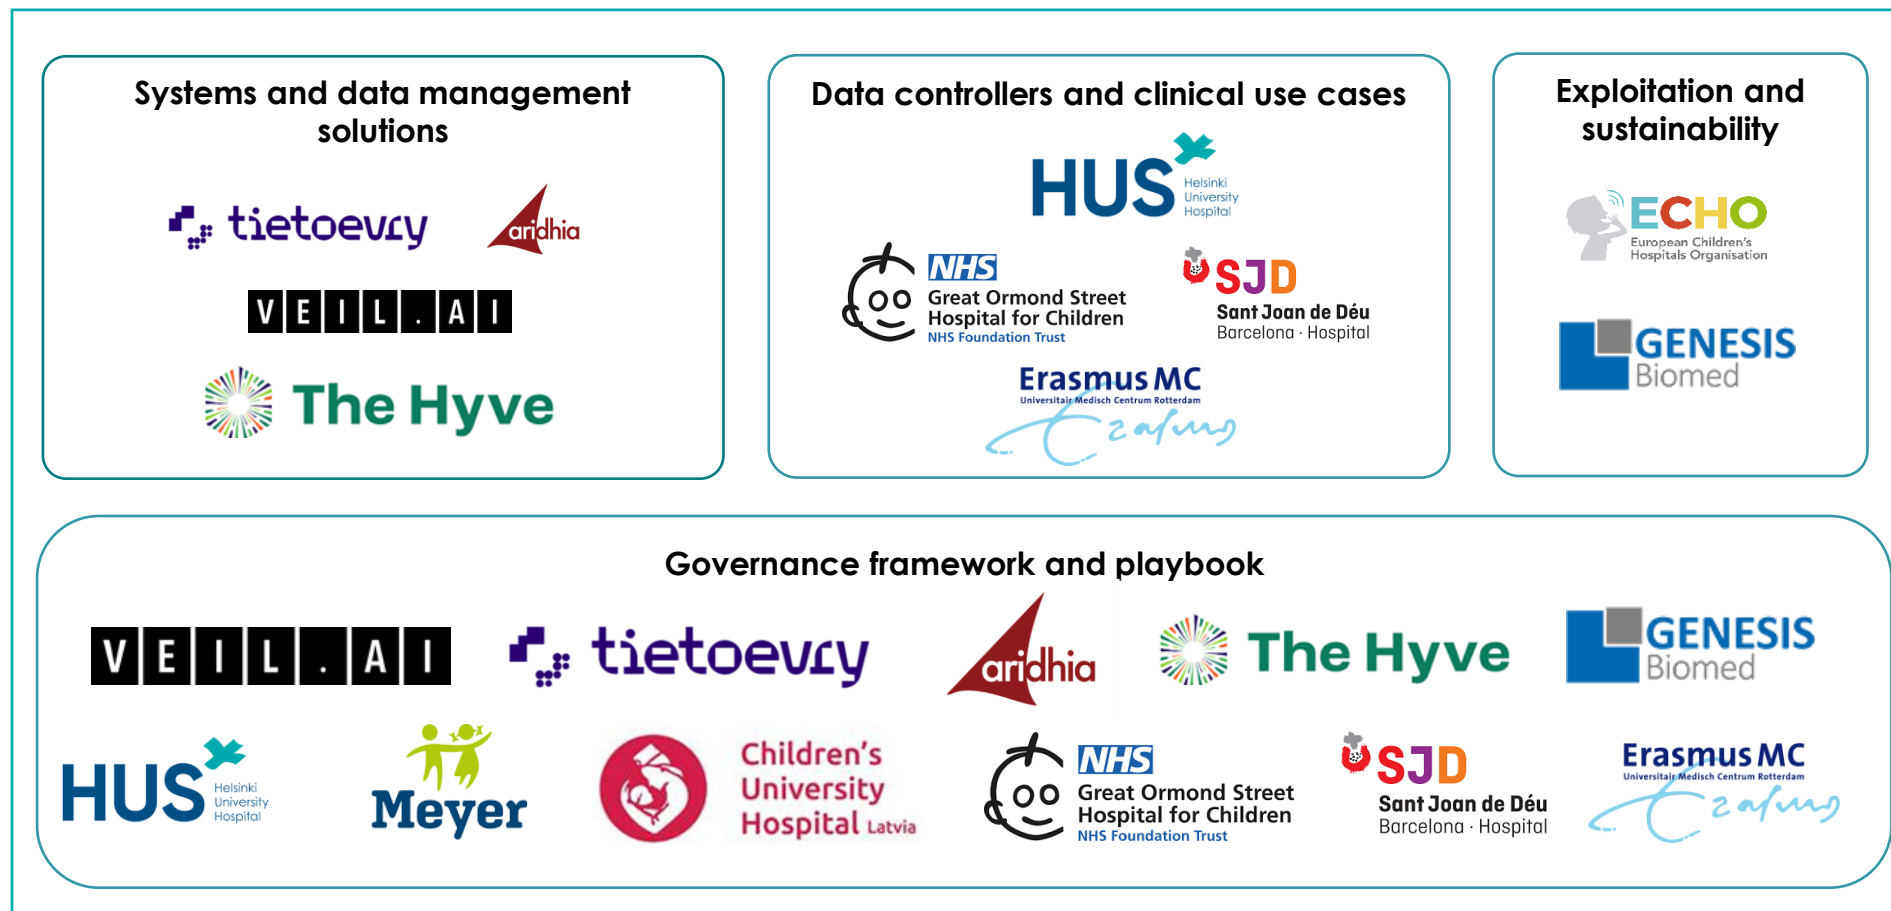 Systems and data management
solutions
tietoevry
aridhia
VEIL.AI
The Hyve
Data controllers and clinical use cases
HUS
Helsinki
University
Hospital
NHS
Great Ormond Street
Hospital for Children
NHS Foundation Trust
SJD
Sant Joan de Déu
Barcelona · Hospital
Erasmus MC
Universitair Medisch Centrum Rotterdam
Erasmus
Exploitation and
sustainability
ECHO
European Children's
Hospitals Organisation
GENESIS
Biomed
Governance framework and playbook
VEIL.AI
tietoevry
aridhia
The Hyve
GENESIS
Biomed
HUS
Helsinki
University
Hospital
Meyer
Children's
University
Hospital Latvia
NHS
Great Ormond Street
Hospital for Children
NHS Foundation Trust
SJD
Sant Joan de Déu
Barcelona · Hospital
Erasmus MC
Universitair Medisch Centrum Rotterdam
Erasmus